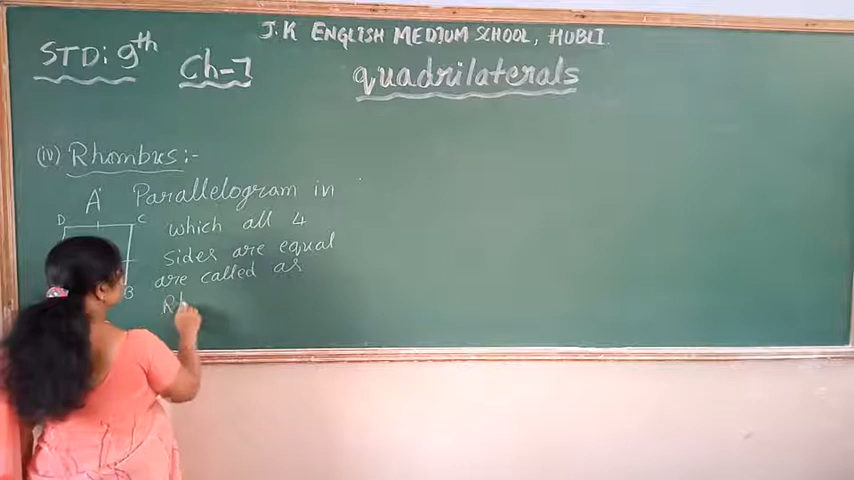 J.K ENGLISH MEDIUM SCHOOL, HUBLI.
STD: 9th Ch-7 quadrilaterals
(iv) Rhombus :-
A Parallelogram in
D C
which all 4
sides are equal
are called as
B
Rh